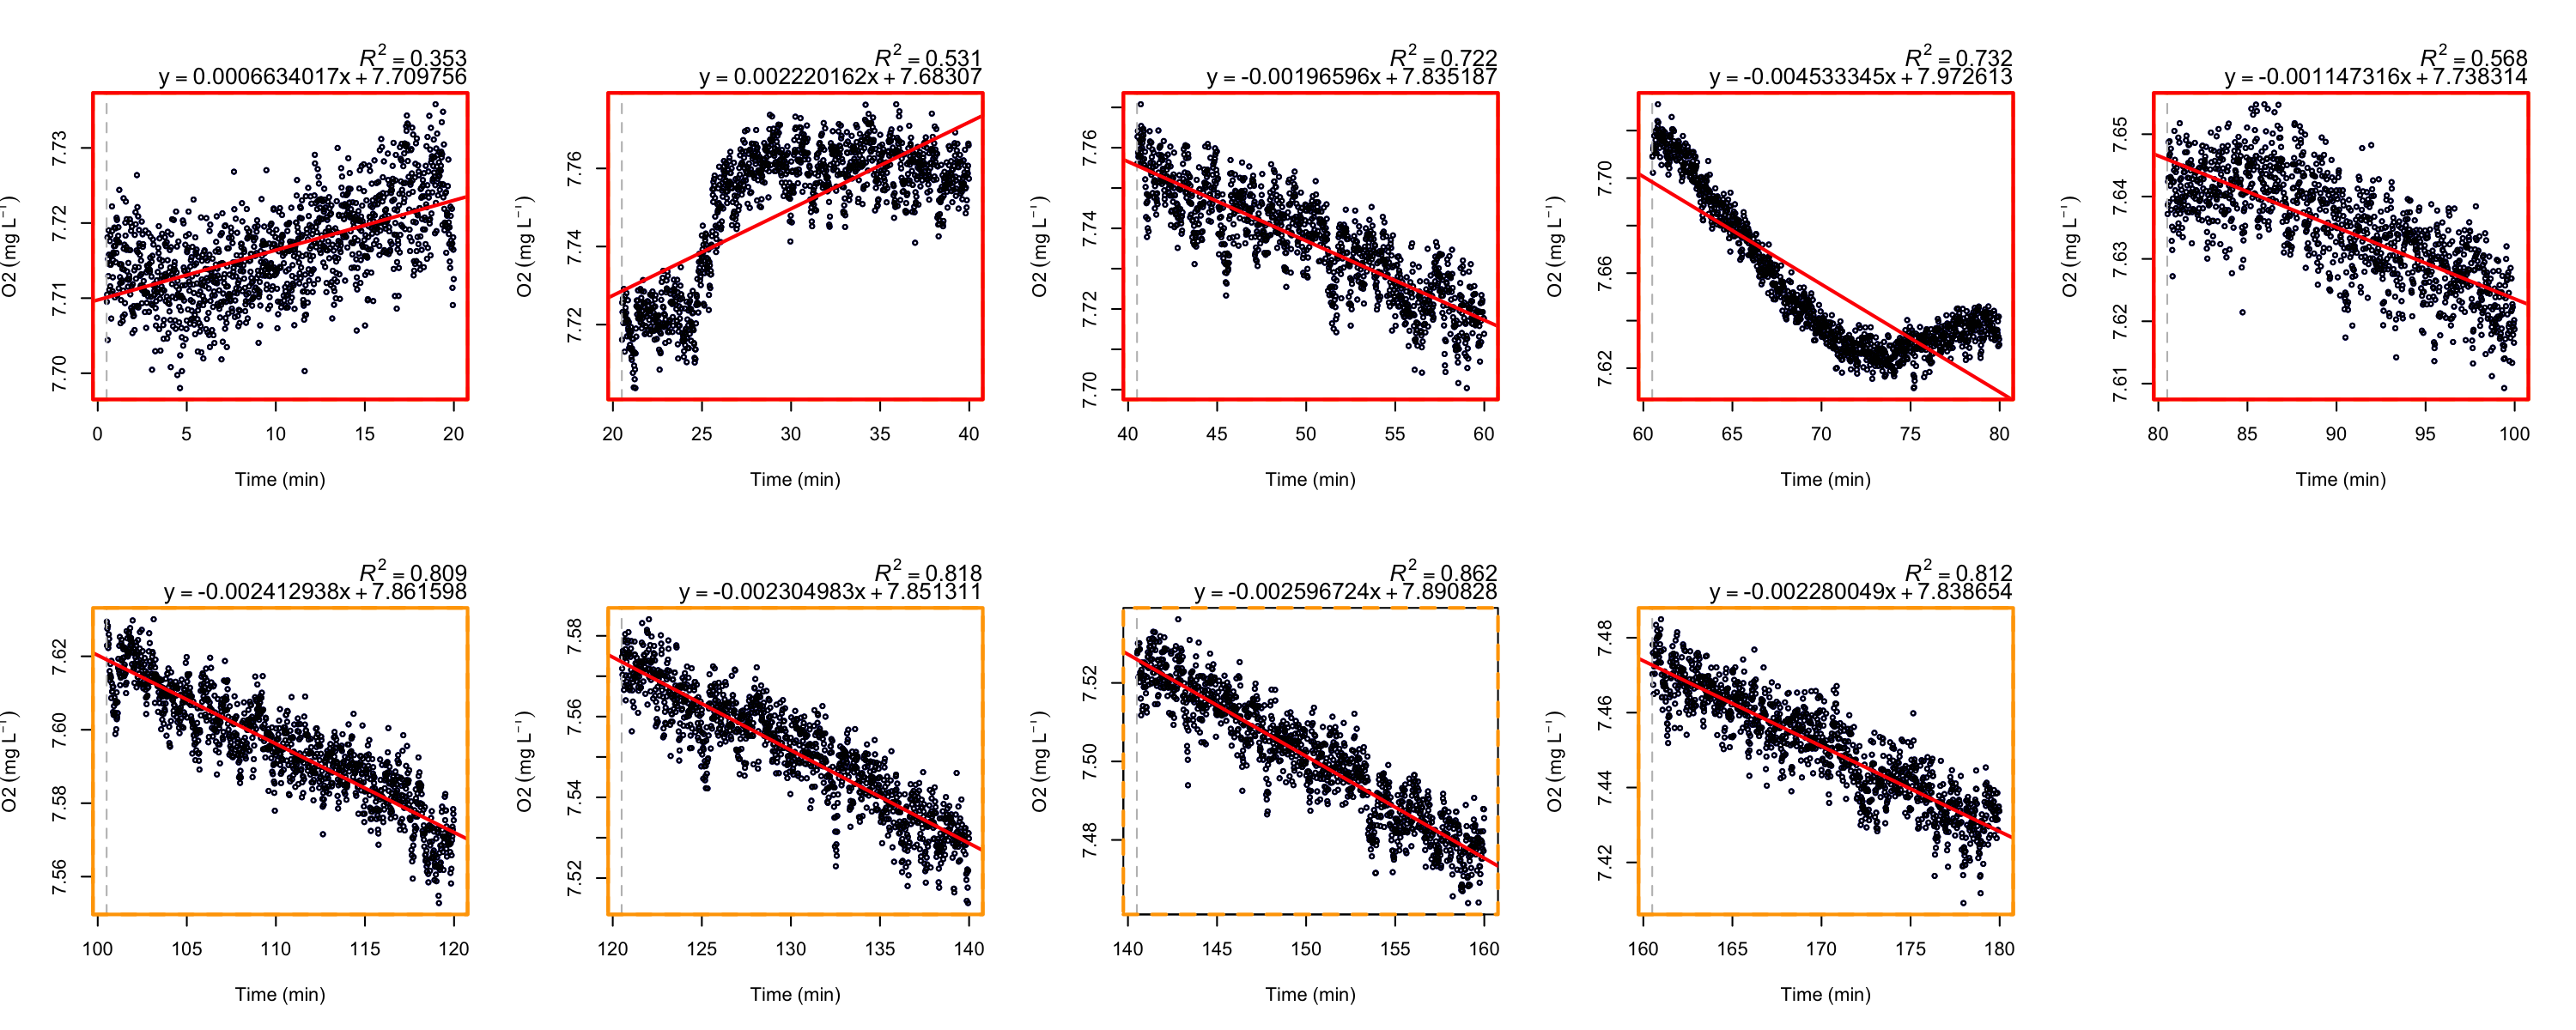 R² = 0.353
y = 0.0006634017x + 7.709756
O2 (mg L⁻¹)
7.73
7.72
7.71
7.70
0 5 10 15 20
Time (min)
R² = 0.531
y = 0.002220162x + 7.68307
O2 (mg L⁻¹)
7.76
7.74
7.72
20 25 30 35 40
Time (min)
R² = 0.722
y = -0.00196596x + 7.835187
O2 (mg L⁻¹)
7.76
7.74
7.72
7.70
40 45 50 55 60
Time (min)
R² = 0.732
y = -0.004533345x + 7.972613
O2 (mg L⁻¹)
7.70
7.66
7.62
60 65 70 75 80
Time (min)
R² = 0.568
y = -0.001147316x + 7.738314
O2 (mg L⁻¹)
7.65
7.64
7.63
7.62
7.61
80 85 90 95 100
Time (min)
R² = 0.809
y = -0.002412938x + 7.861598
O2 (mg L⁻¹)
7.62
7.60
7.58
7.56
100 105 110 115 120
Time (min)
R² = 0.818
y = -0.002304983x + 7.851311
O2 (mg L⁻¹)
7.58
7.56
7.54
7.52
120 125 130 135 140
Time (min)
R² = 0.862
y = -0.002596724x + 7.890828
O2 (mg L⁻¹)
7.52
7.50
7.48
140 145 150 155 160
Time (min)
R² = 0.812
y = -0.002280049x + 7.838654
O2 (mg L⁻¹)
7.48
7.46
7.44
7.42
160 165 170 175 180
Time (min)